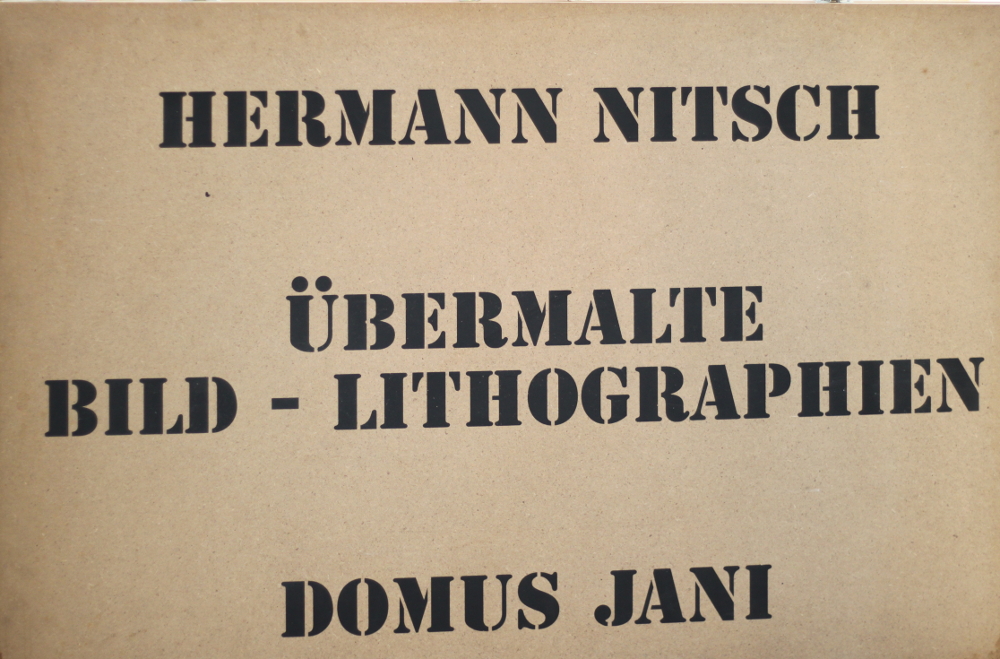 HERMANN NITSCH
ÜBERMALTE
BILD - LITHOGRAPHIEN
DOMUS JANI